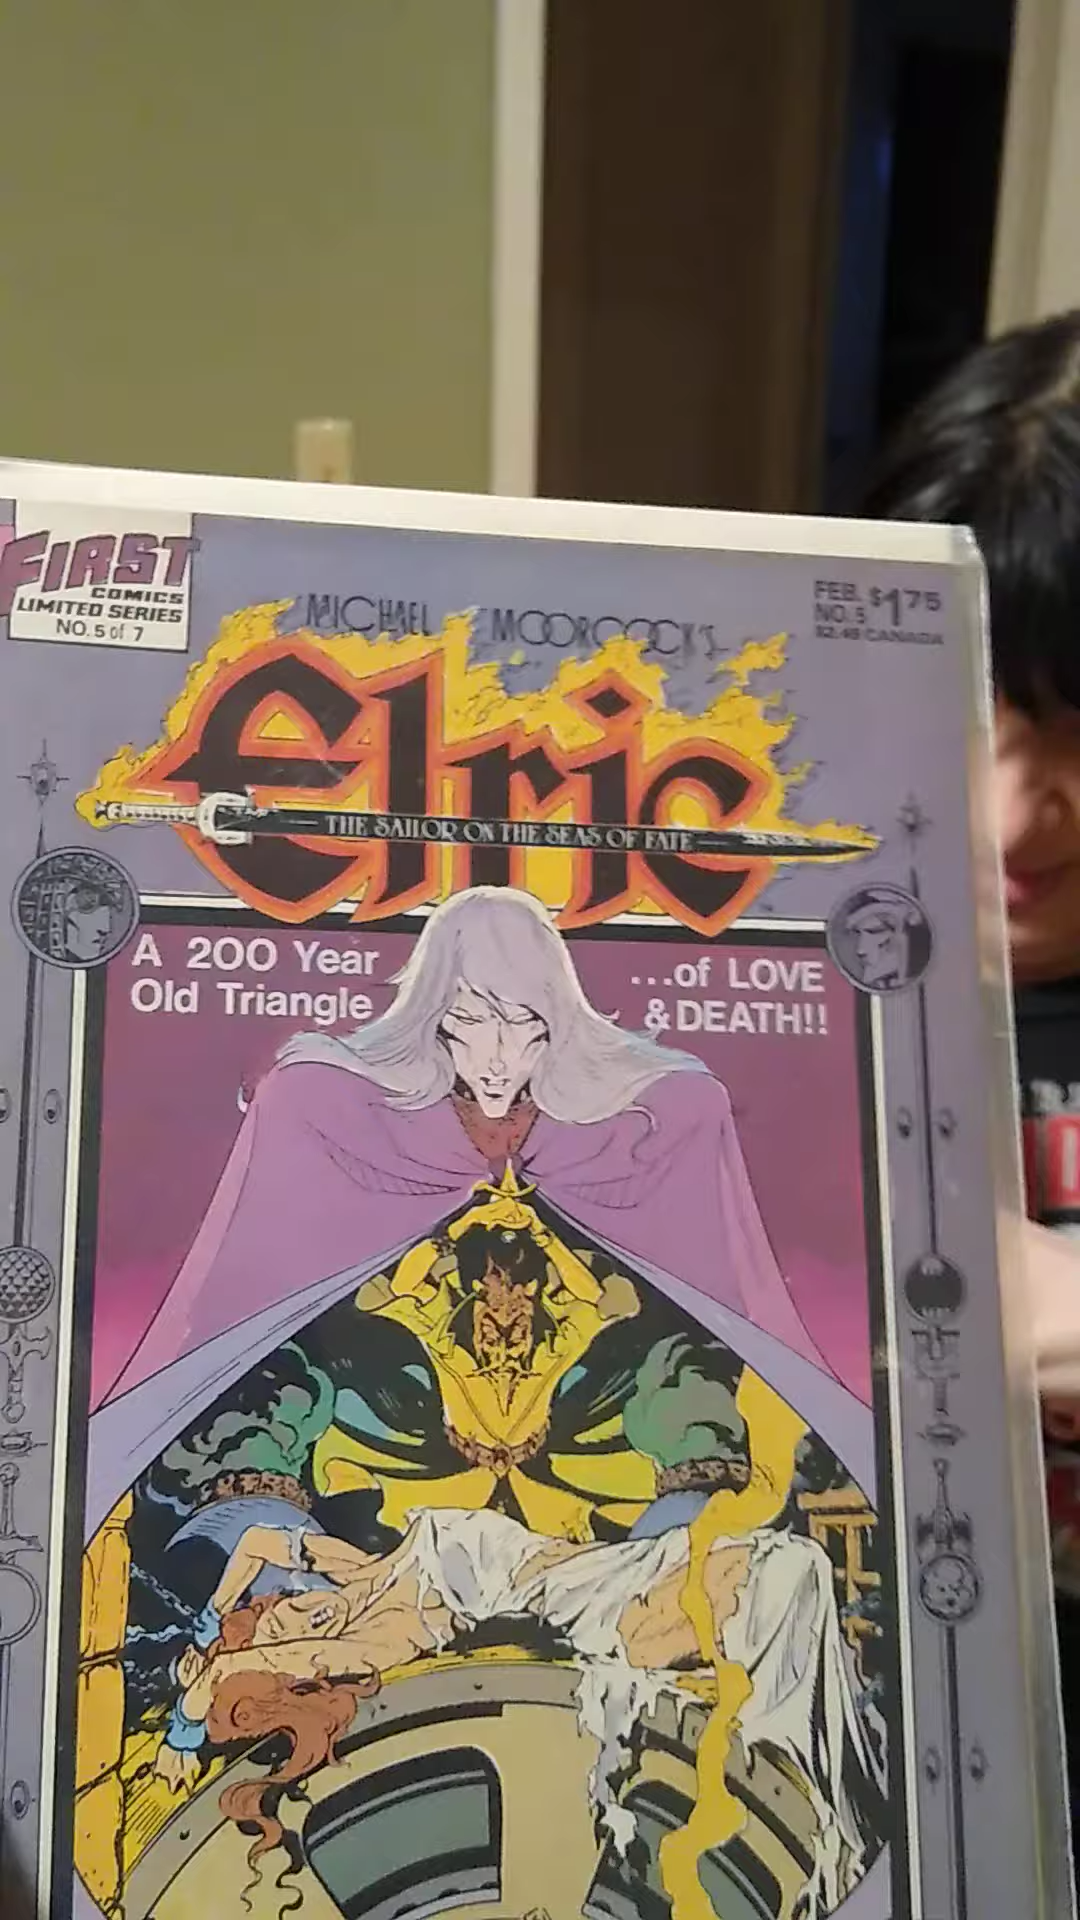 FIRST
COMICS
LIMITED SERIES
NO. 5 of 7
MICHAEL MOORCOCK'S
FEB. $1.75
NO. 5
$2.40 CANADA
Elric
THE SAILOR ON THE SEAS OF FATE
A 200 Year
Old Triangle
...of LOVE
& DEATH!!